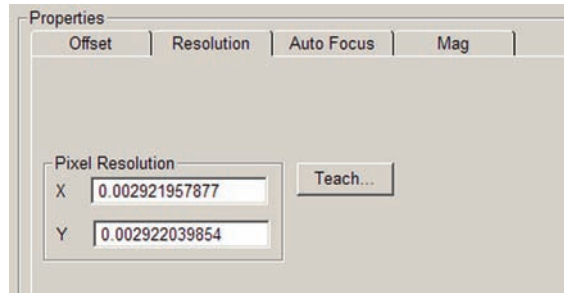 Properties
Offset Resolution Auto Focus Mag
Pixel Resolution
X 0.002921957877 Teach...
Y 0.002922039854